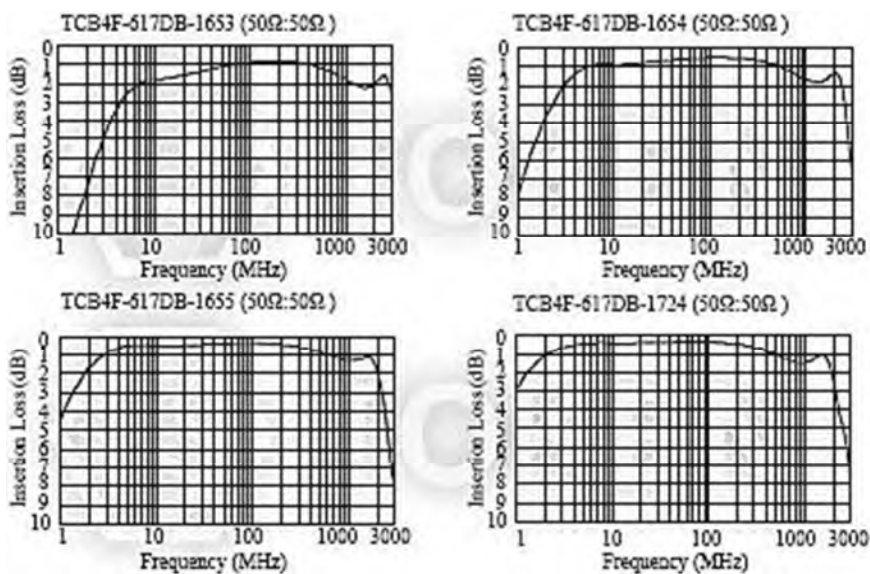 TCB4F-617DB-1653 (50Ω:50Ω )
Insertion Loss (dB)
0
1
2
3
4
5
6
7
8
9
10
1 10 100 1000 3000
Frequency (MHz)
TCB4F-617DB-1654 (50Ω:50Ω )
Insertion Loss (dB)
0
1
2
3
4
5
6
7
8
9
10
1 10 100 1000 3000
Frequency (MHz)
TCB4F-617DB-1655 (50Ω:50Ω )
Insertion Loss (dB)
0
1
2
3
4
5
6
7
8
9
10
1 10 100 1000 3000
Frequency (MHz)
TCB4F-617DB-1724 (50Ω:50Ω )
Insertion Loss (dB)
0
1
2
3
4
5
6
7
8
9
10
1 10 100 1000 3000
Frequency (MHz)